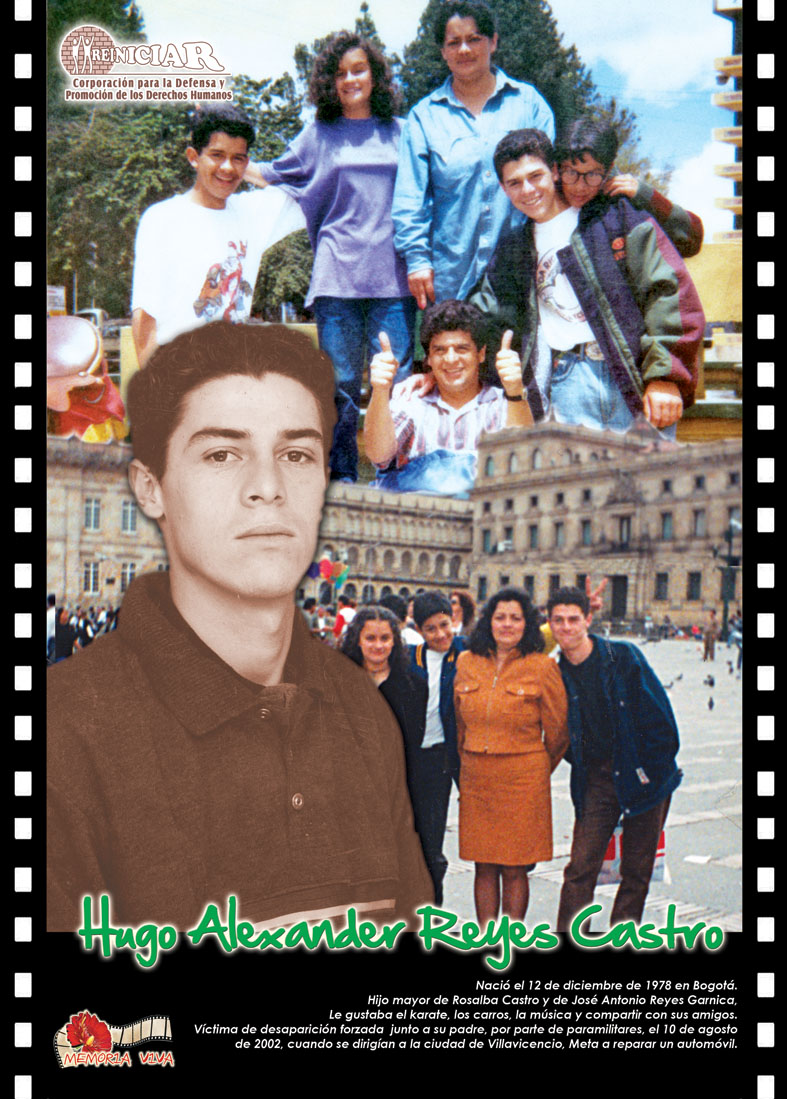 REINICIAR
Corporación para la Defensa y
Promoción de los Derechos Humanos
Hugo Alexander Reyes Castro
Nació el 12 de diciembre de 1978 en Bogotá.
Hijo mayor de Rosalba Castro y de José Antonio Reyes Garnica,
Le gustaba el karate, los carros, la música y compartir con sus amigos.
Víctima de desaparición forzada junto a su padre, por parte de paramilitares, el 10 de agosto
de 2002, cuando se dirigían a la ciudad de Villavicencio, Meta a reparar un automóvil.
MEMORIA VIVA